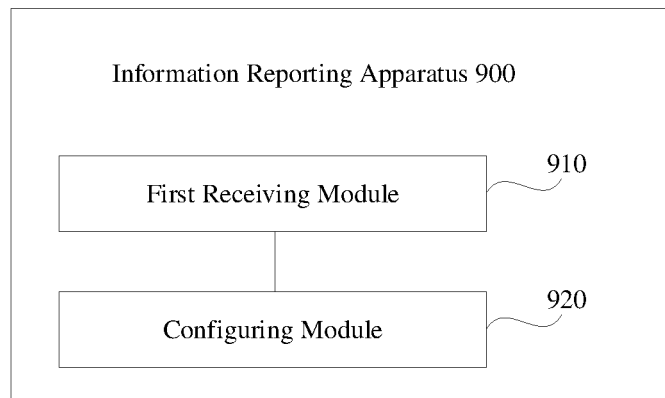 Information Reporting Apparatus 900
910
First Receiving Module
920
Configuring Module